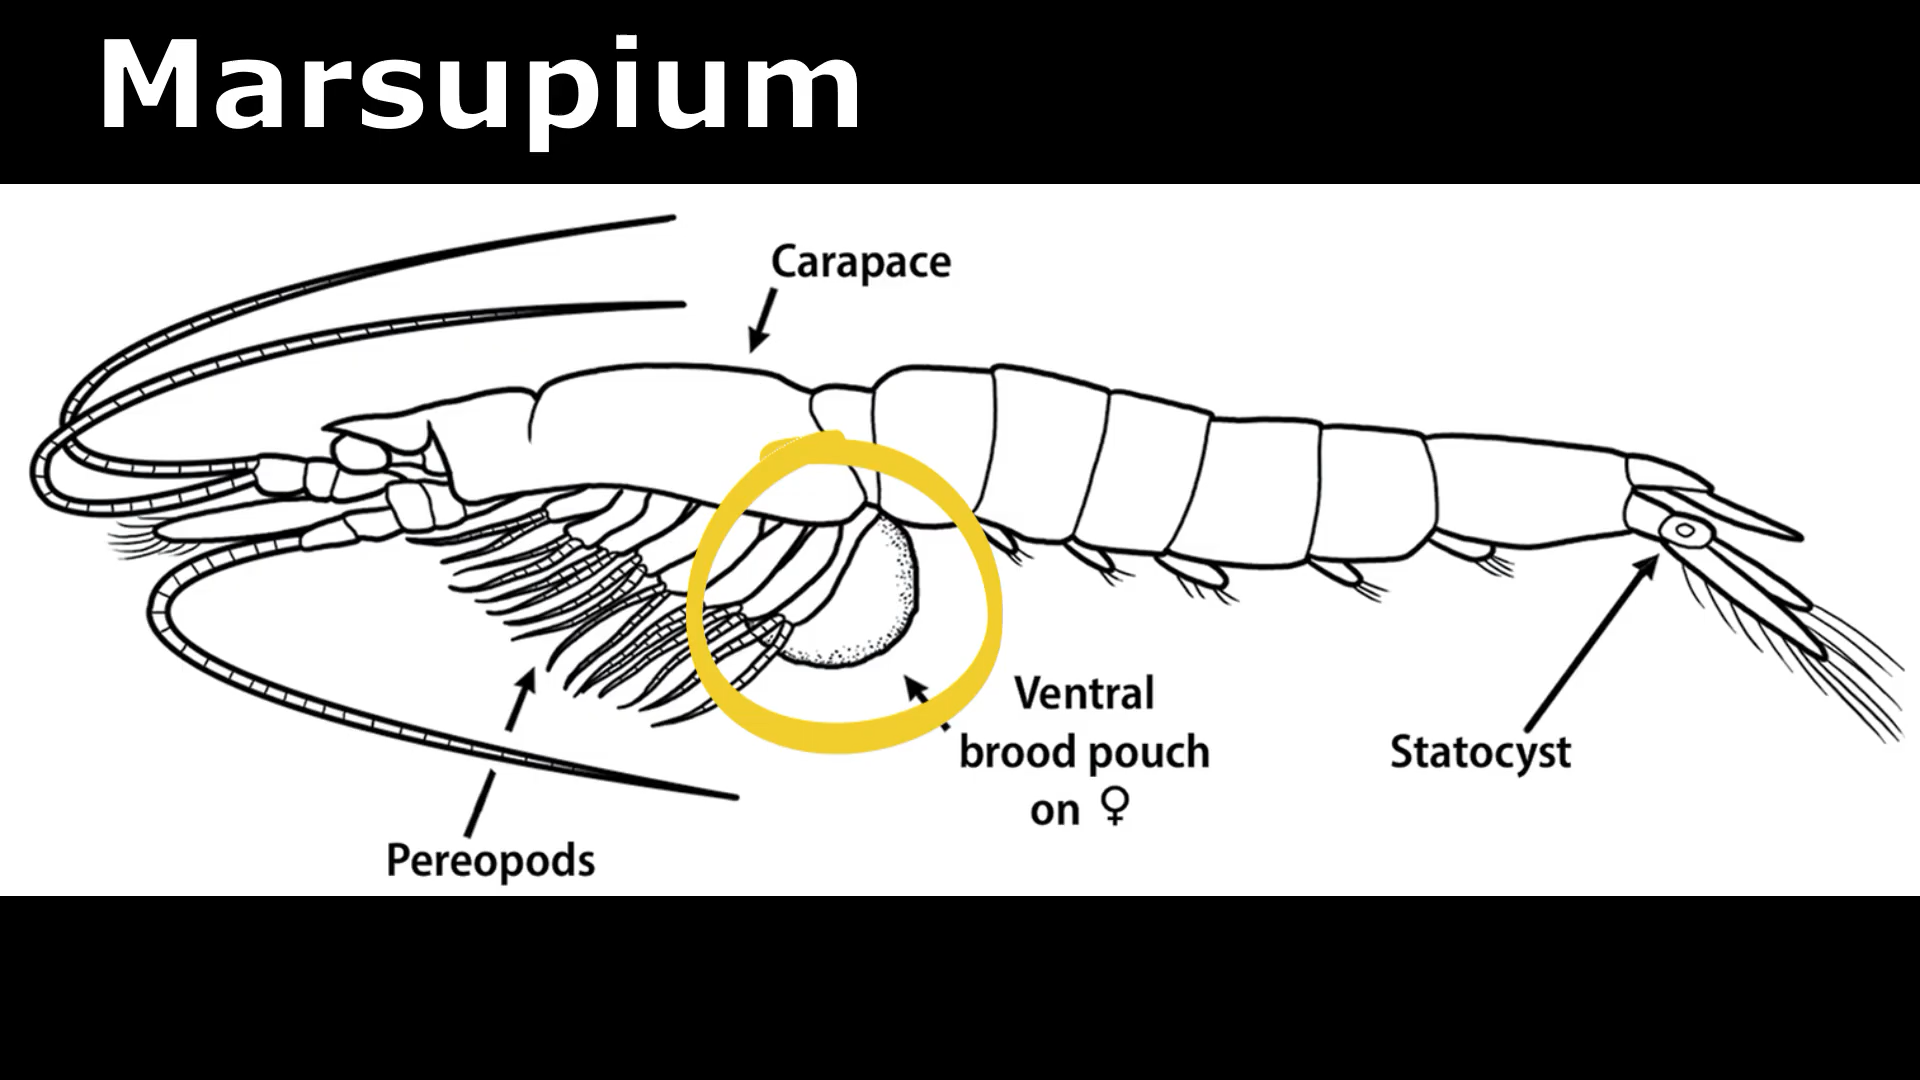 Marsupium
Carapace
Ventral
brood pouch
on ♀
Statocyst
Pereopods